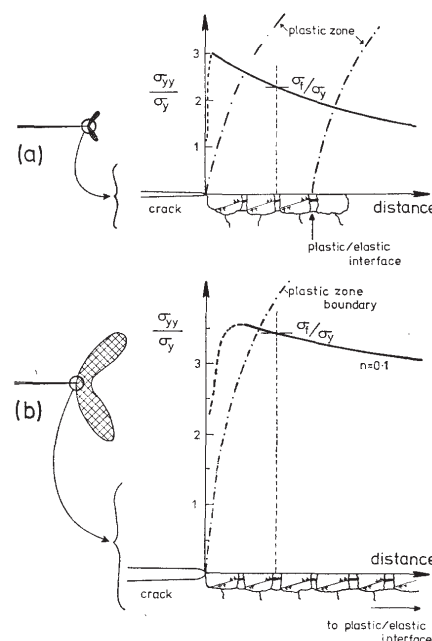 plastic zone
3
σyy
σy
σf/σy
2
(a)
1
crack
distance
plastic/elastic
interface
plastic zone
boundary
σyy
σy
σf/σy
3
n=0·1
(b)
2
1
distance
crack
to plastic/elastic
interface